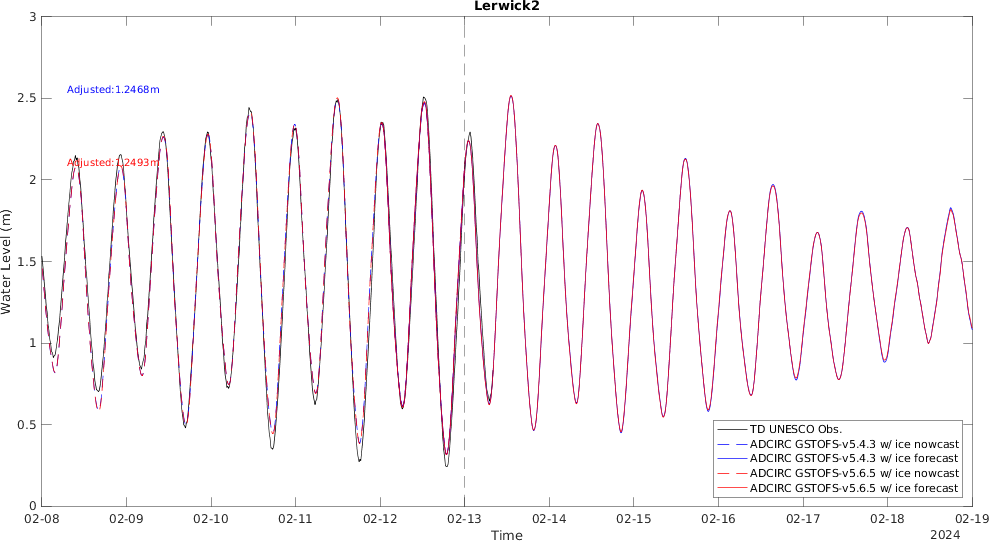 Lerwick2
3
2.5
2
1.5
1
0.5
0
Water Level (m)
Adjusted:1.2468m
Adjusted:1.2493m
TD UNESCO Obs.
ADCIRC GSTOFS-v5.4.3 w/ ice nowcast
ADCIRC GSTOFS-v5.4.3 w/ ice forecast
ADCIRC GSTOFS-v5.6.5 w/ ice nowcast
ADCIRC GSTOFS-v5.6.5 w/ ice forecast
02-08 02-09 02-10 02-11 02-12 02-13 02-14 02-15 02-16 02-17 02-18 02-19
Time
2024